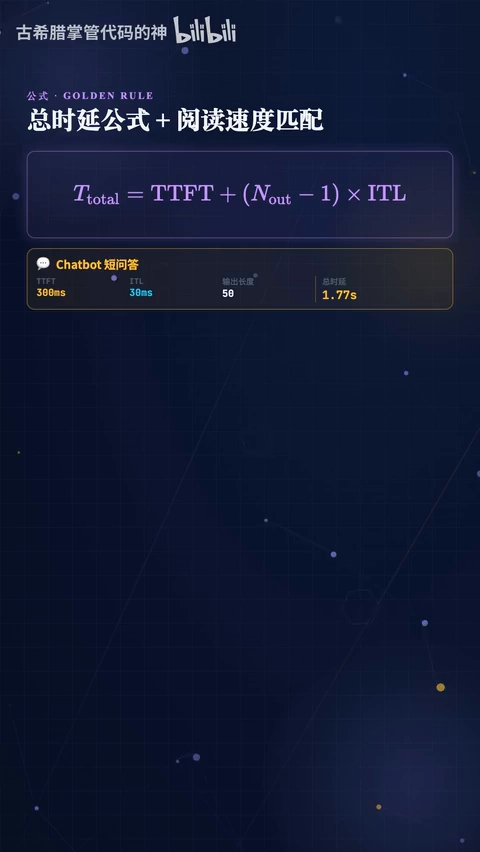 古希腊掌管代码的神 bilibili
公式 · GOLDEN RULE
总时延公式 + 阅读速度匹配
T_total = TTFT + (N_out − 1) × ITL
💬 Chatbot 短问答
TTFT ITL 输出长度 总时延
300ms 30ms 50 1.77s